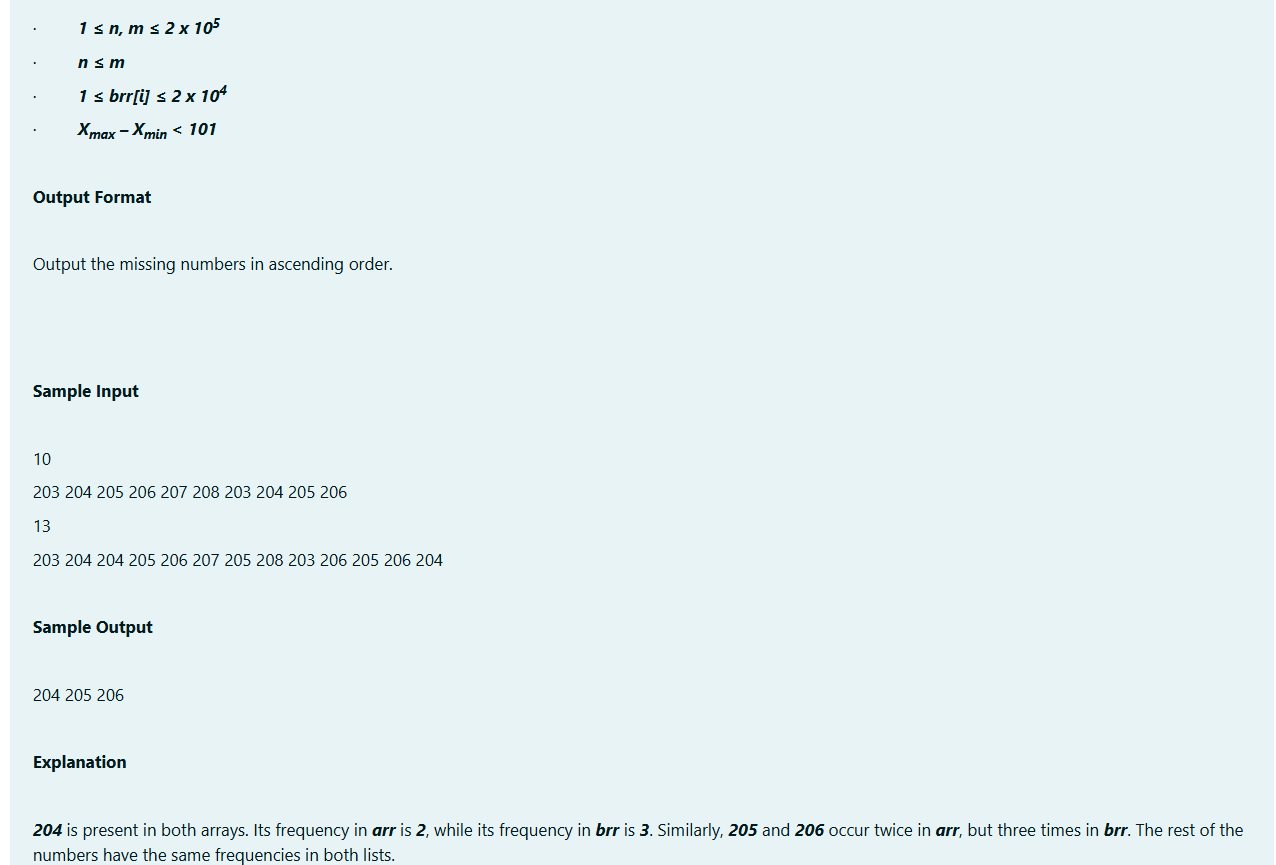 · 1 ≤ n, m ≤ 2 x 10⁵
· n ≤ m
· 1 ≤ brr[i] ≤ 2 x 10⁴
· Xmax – Xmin < 101
Output Format
Output the missing numbers in ascending order.
Sample Input
10
203 204 205 206 207 208 203 204 205 206
13
203 204 204 205 206 207 205 208 203 206 205 206 204
Sample Output
204 205 206
Explanation
204 is present in both arrays. Its frequency in arr is 2, while its frequency in brr is 3. Similarly, 205 and 206 occur twice in arr, but three times in brr. The rest of the
numbers have the same frequencies in both lists.